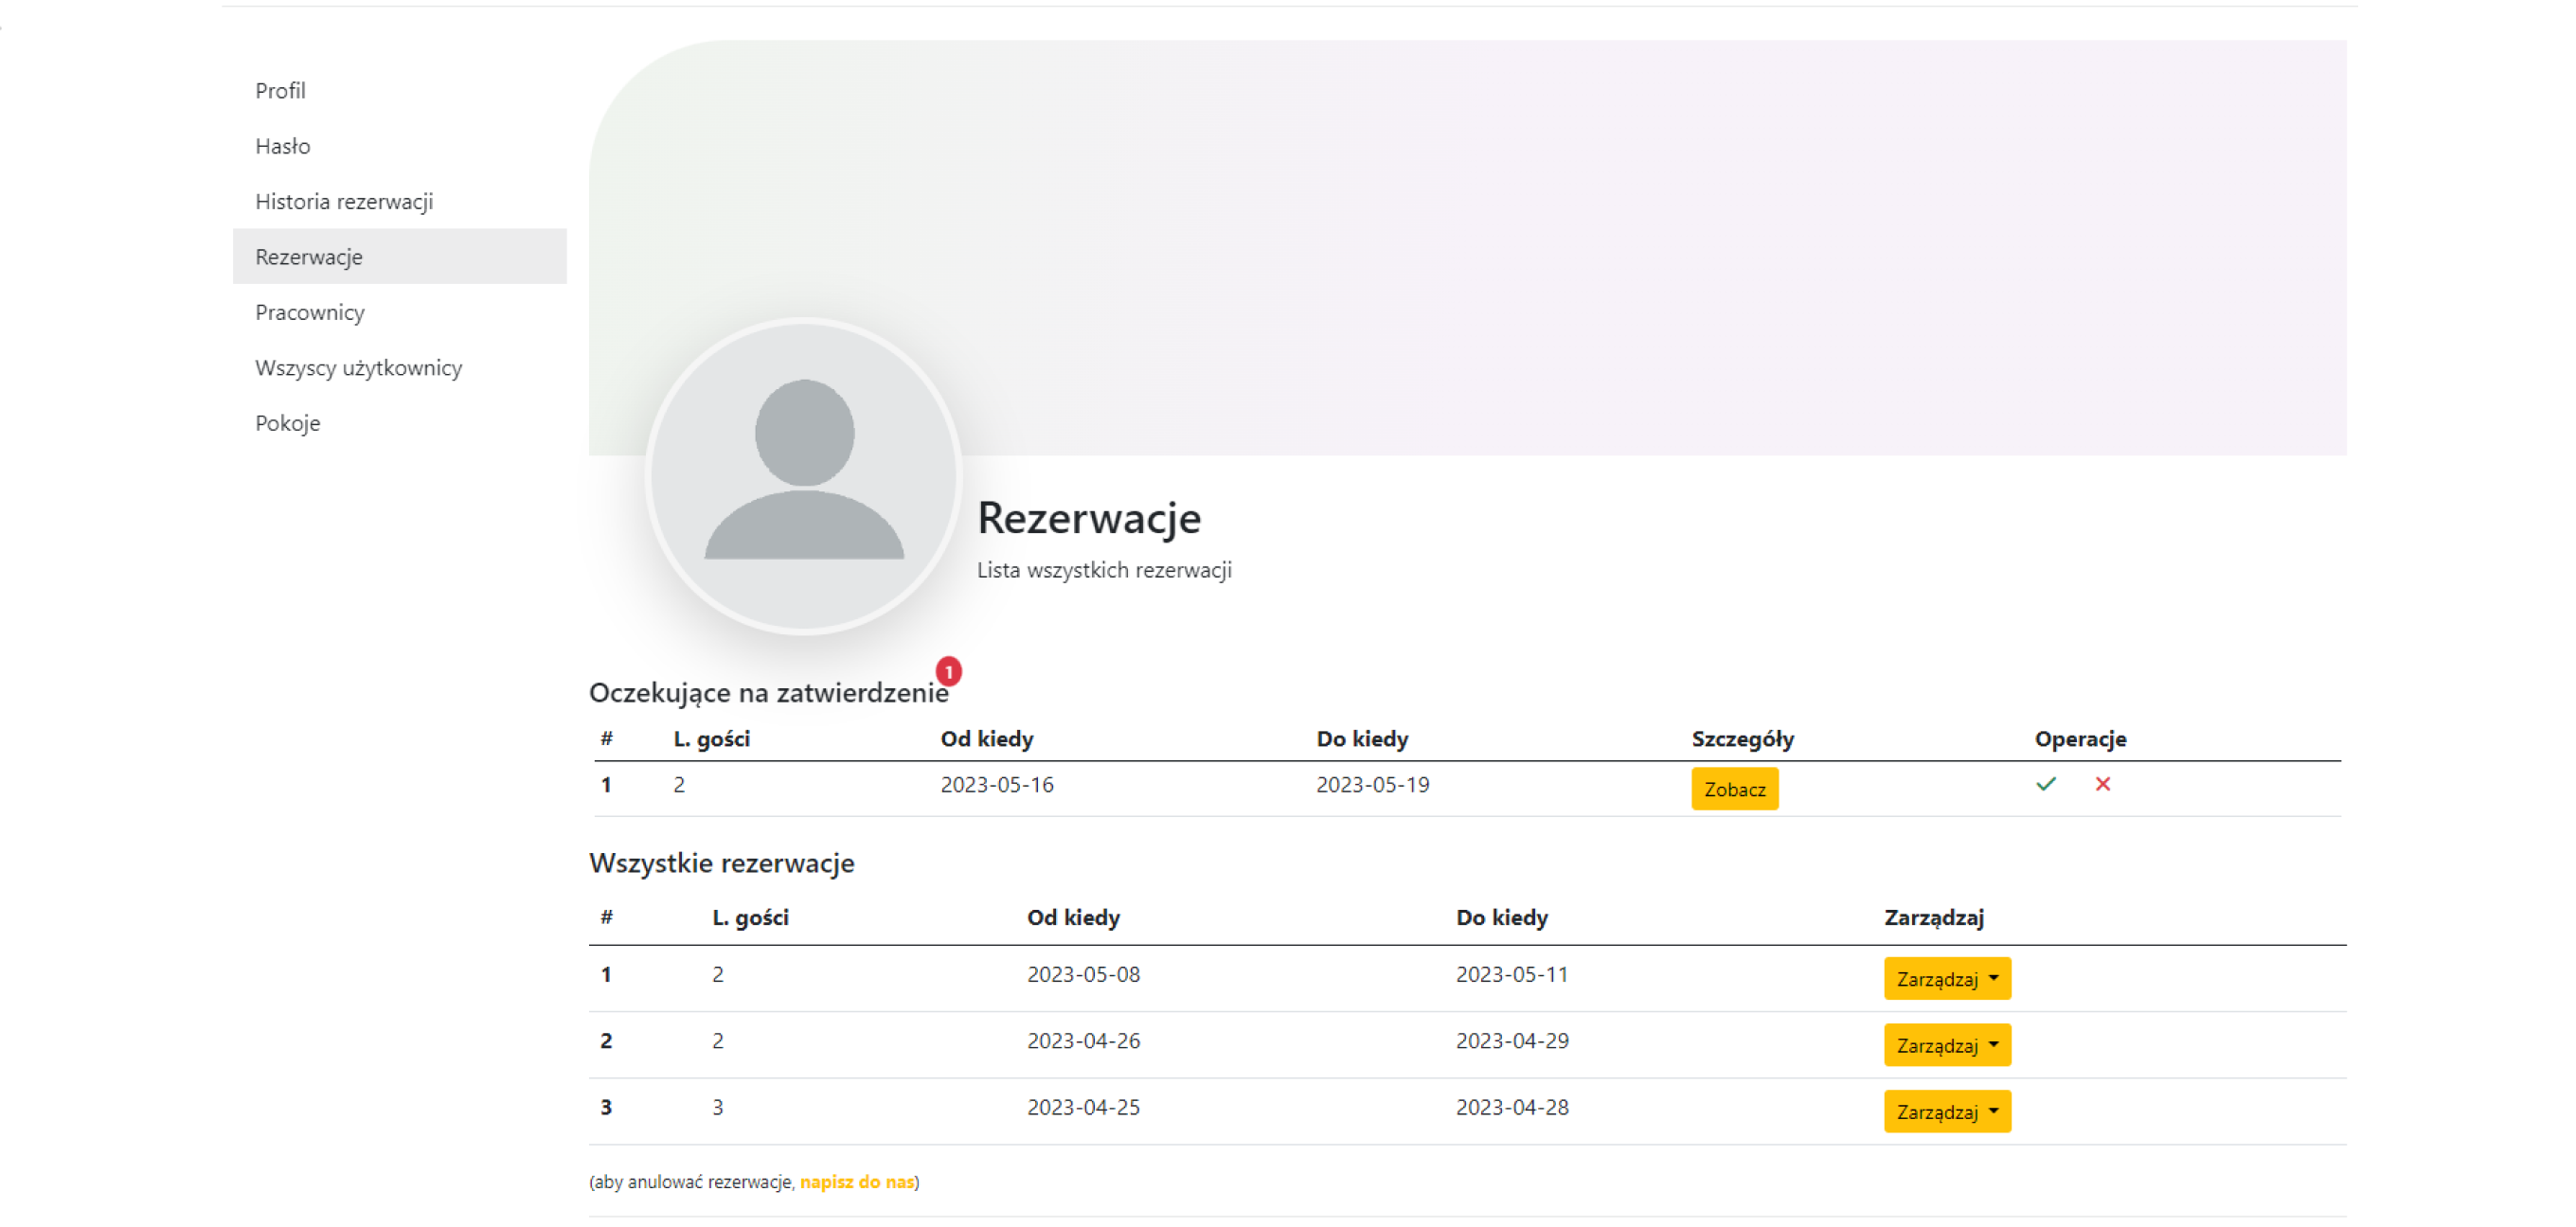 Profil
Hasło
Historia rezerwacji
Rezerwacje
Pracownicy
Wszyscy użytkownicy
Pokoje
Rezerwacje
Lista wszystkich rezerwacji
Oczekujące na zatwierdzenie 1
# L. gości Od kiedy Do kiedy Szczegóły Operacje
1 2 2023-05-16 2023-05-19 Zobacz
Wszystkie rezerwacje
# L. gości Od kiedy Do kiedy Zarządzaj
1 2 2023-05-08 2023-05-11 Zarządzaj
2 2 2023-04-26 2023-04-29 Zarządzaj
3 3 2023-04-25 2023-04-28 Zarządzaj
(aby anulować rezerwacje, napisz do nas)